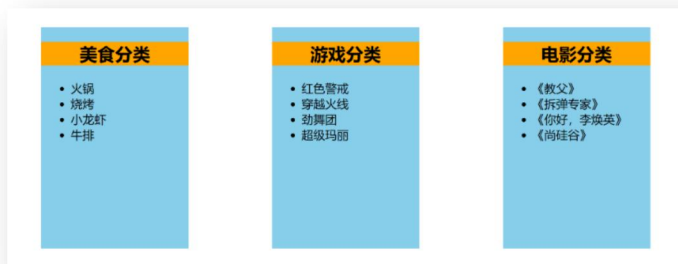 美食分类
火锅
烧烤
小龙虾
牛排
游戏分类
红色警戒
穿越火线
劲舞团
超级玛丽
电影分类
《教父》
《拆弹专家》
《你好，李焕英》
《尚硅谷》